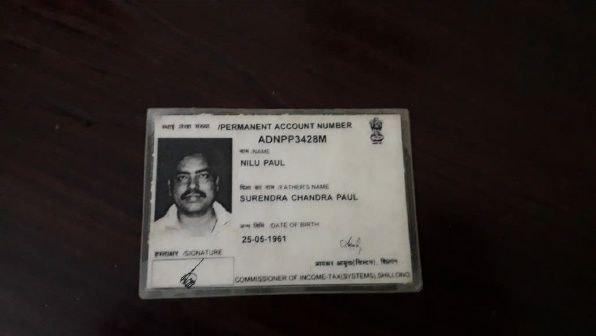 स्थाई लेखा संख्या /PERMANENT ACCOUNT NUMBER
ADNPP3428M
नाम /NAME
NILU PAUL
पिता का नाम /FATHER'S NAME
SURENDRA CHANDRA PAUL
जन्म तिथि /DATE OF BIRTH
25-05-1961
हस्ताक्षर /SIGNATURE
आयकर आयुक्त(सिस्टम), शिलांग
COMMISSIONER OF INCOME-TAX(SYSTEMS),SHILLONG